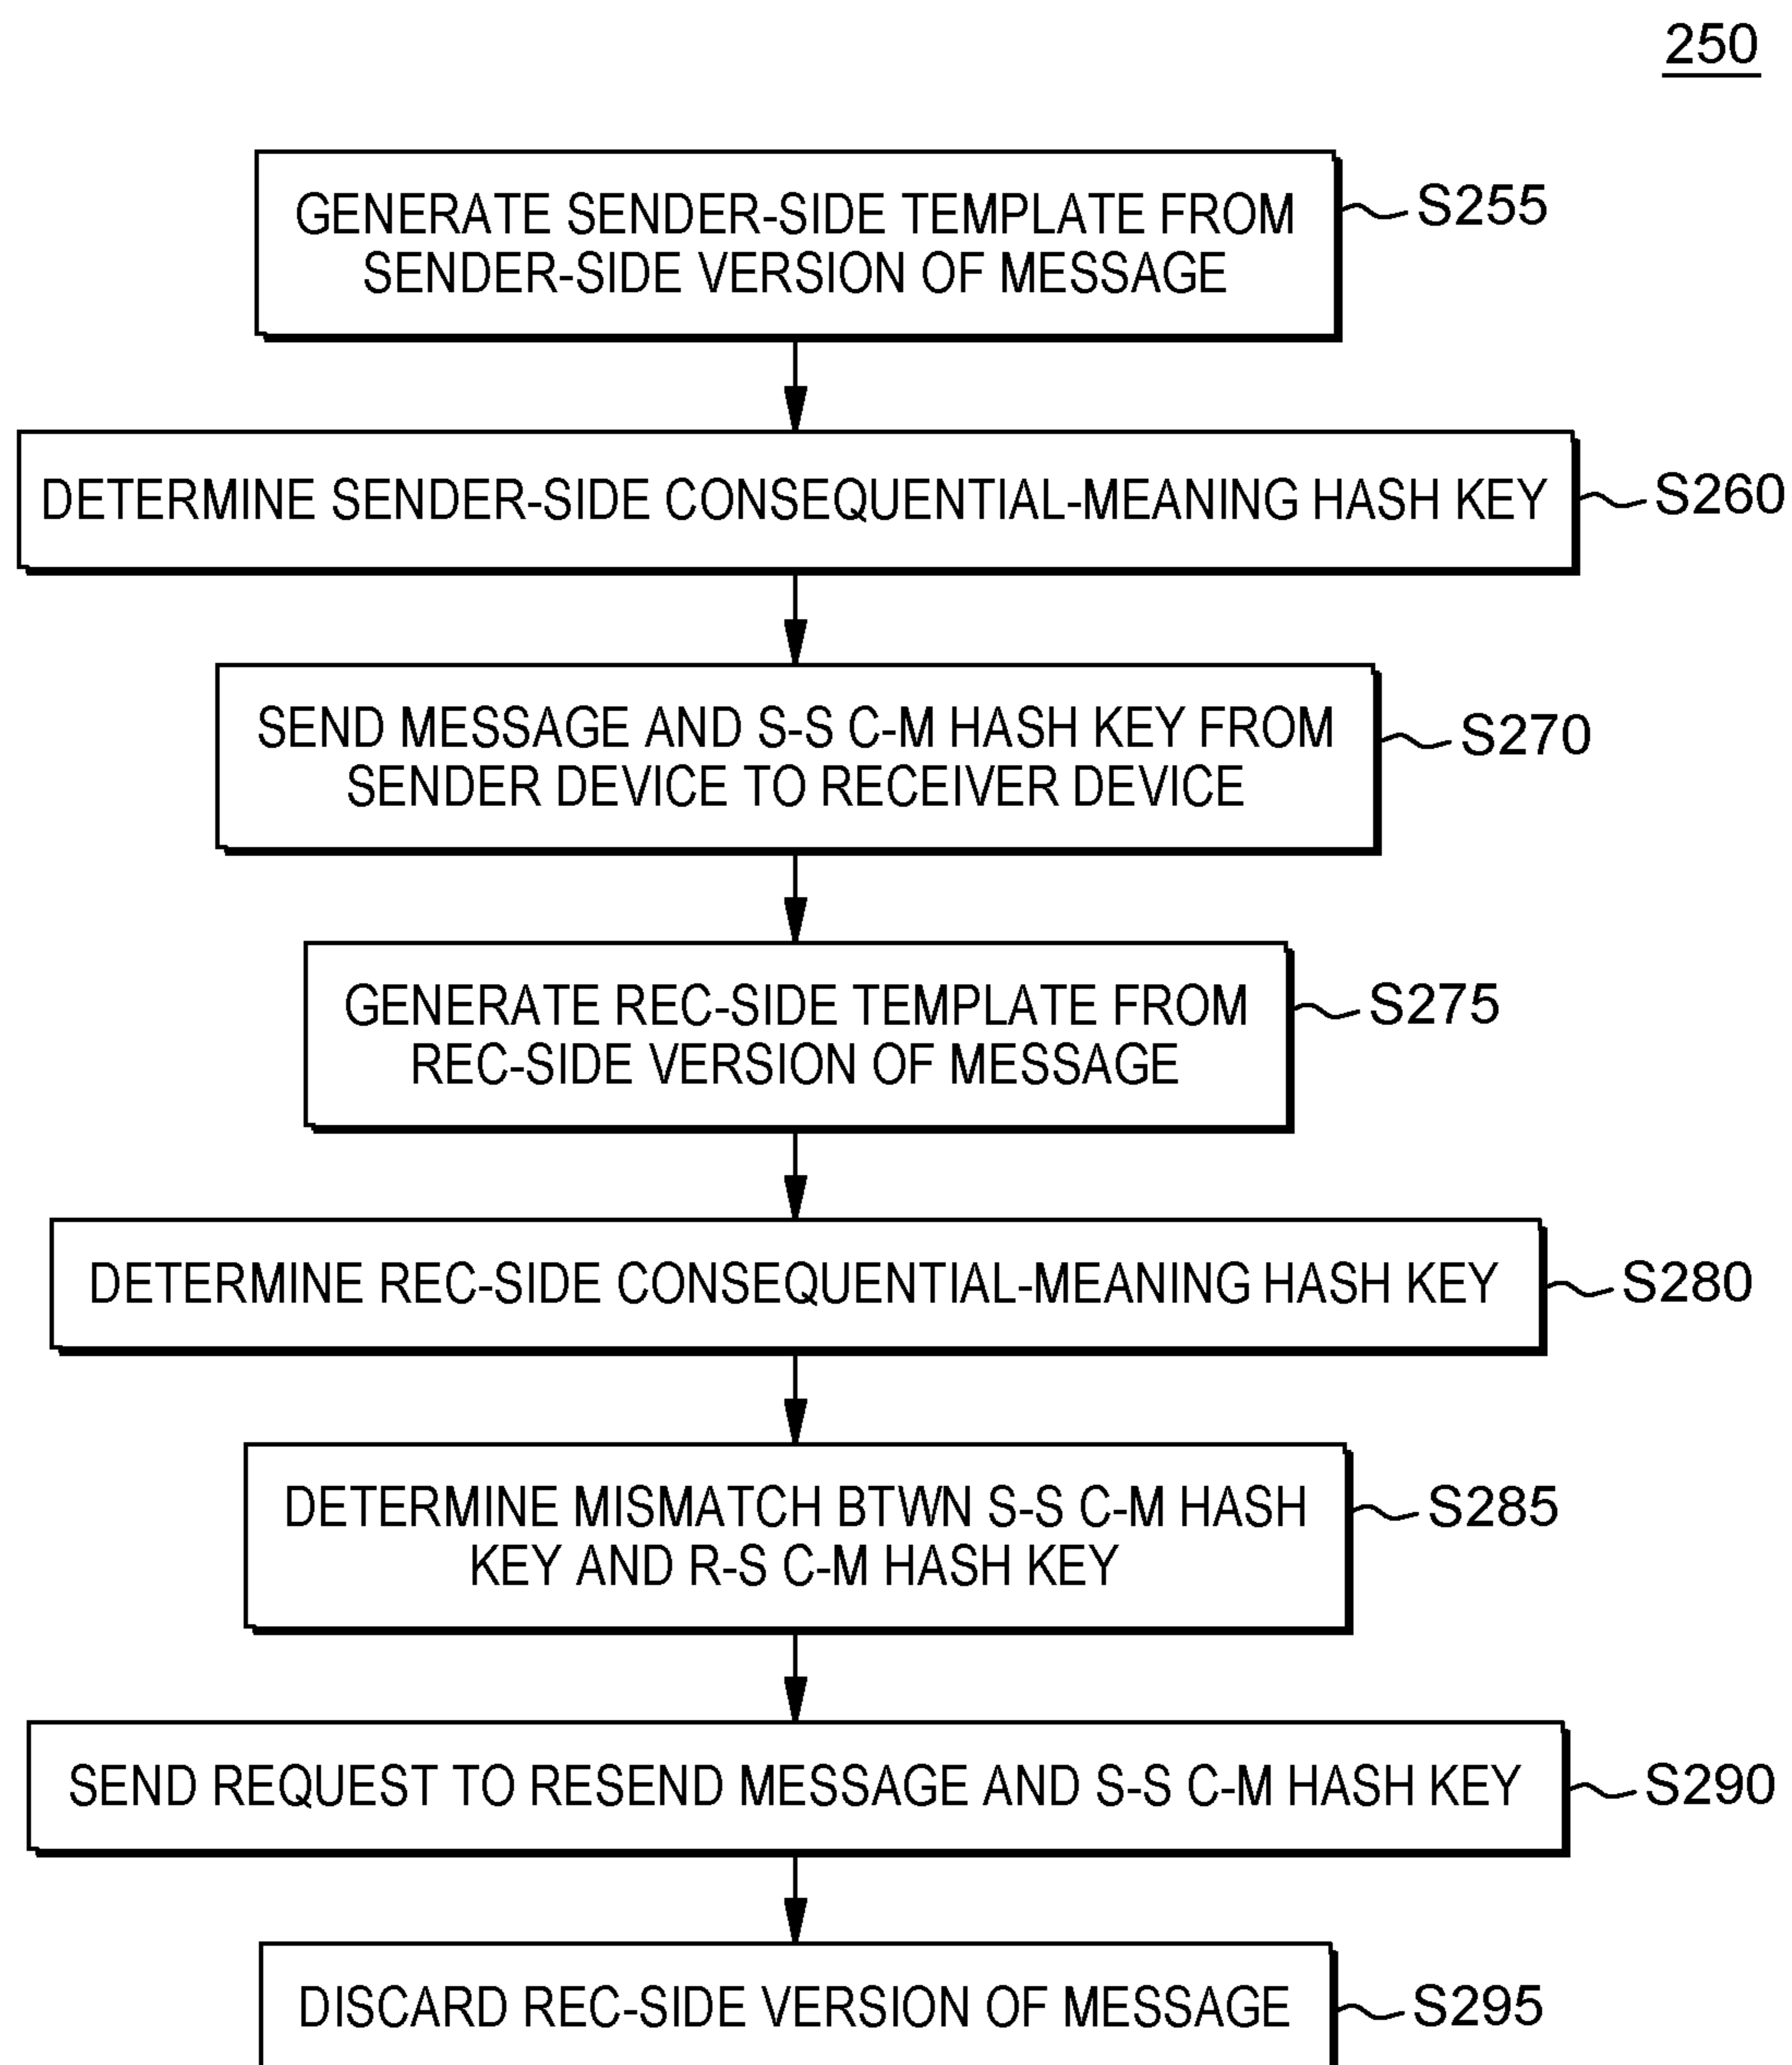 250
GENERATE SENDER-SIDE TEMPLATE FROM
SENDER-SIDE VERSION OF MESSAGE
S255
DETERMINE SENDER-SIDE CONSEQUENTIAL-MEANING HASH KEY
S260
SEND MESSAGE AND S-S C-M HASH KEY FROM
SENDER DEVICE TO RECEIVER DEVICE
S270
GENERATE REC-SIDE TEMPLATE FROM
REC-SIDE VERSION OF MESSAGE
S275
DETERMINE REC-SIDE CONSEQUENTIAL-MEANING HASH KEY
S280
DETERMINE MISMATCH BTWN S-S C-M HASH
KEY AND R-S C-M HASH KEY
S285
SEND REQUEST TO RESEND MESSAGE AND S-S C-M HASH KEY
S290
DISCARD REC-SIDE VERSION OF MESSAGE
S295